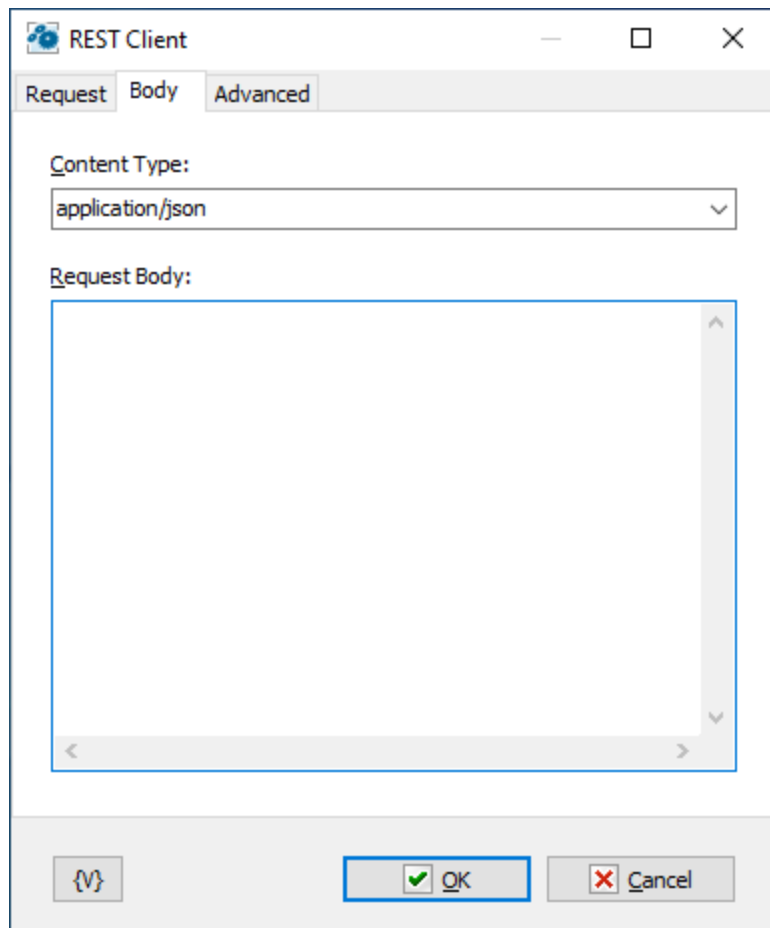 REST Client
Request Body Advanced
Content Type:
application/json
Request Body:
{V} OK Cancel